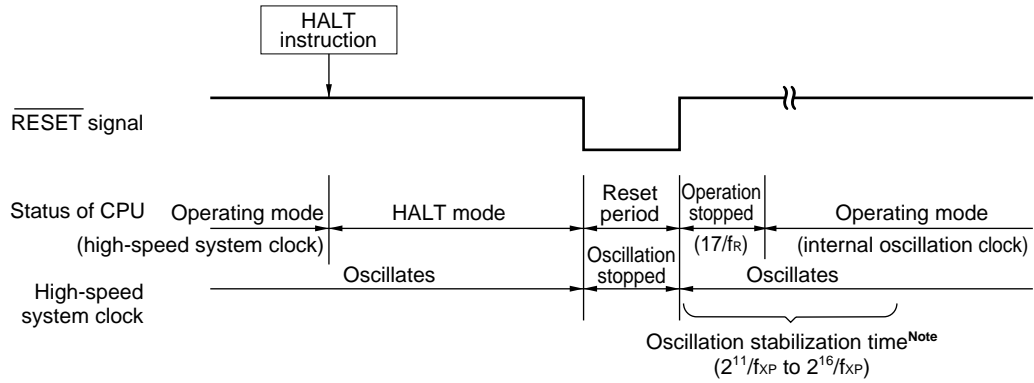 HALT
instruction
RESET signal
Status of CPU
Operating mode
(high-speed system clock)
HALT mode
Reset
period
Operation
stopped
(17/fR)
Operating mode
(internal oscillation clock)
High-speed
system clock
Oscillates
Oscillation
stopped
Oscillates
Oscillation stabilization timeNote
(2^11/fXP to 2^16/fXP)